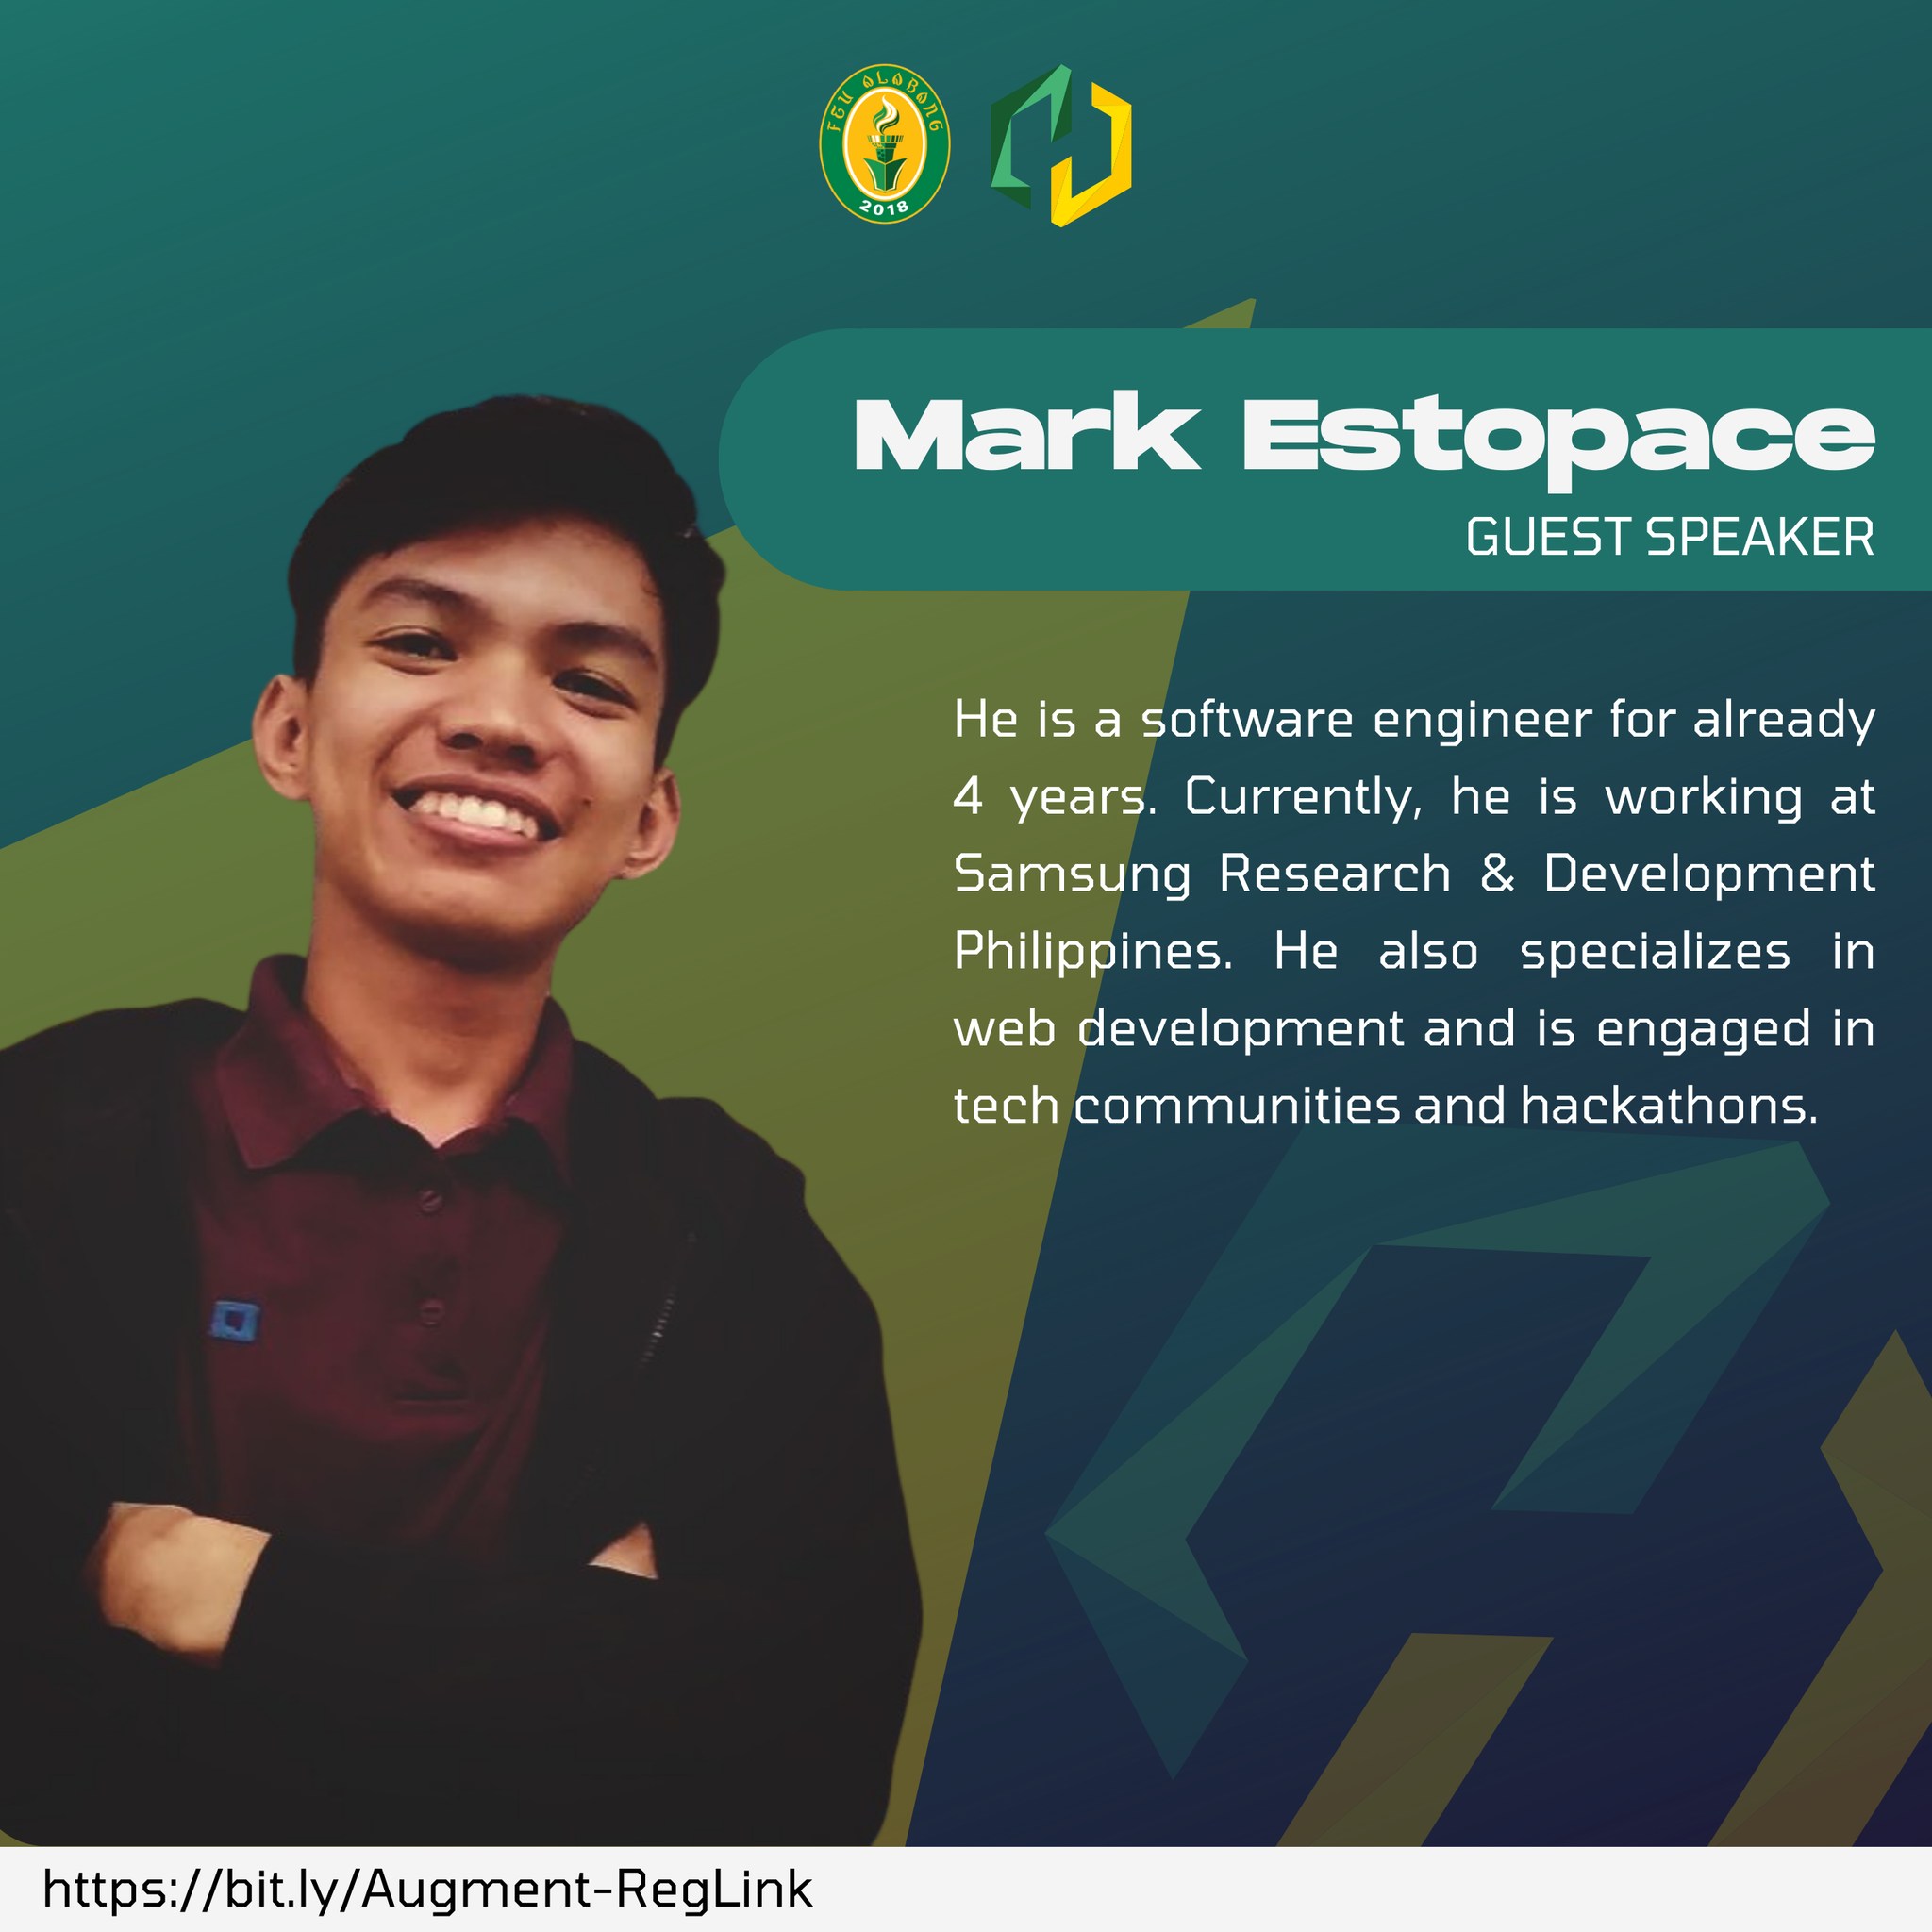 FEU ALABANG
2018
Mark Estopace
GUEST SPEAKER
He is a software engineer for already
4 years. Currently, he is working at
Samsung Research & Development
Philippines. He also specializes in
web development and is engaged in
tech communities and hackathons.
https://bit.ly/Augment-RegLink